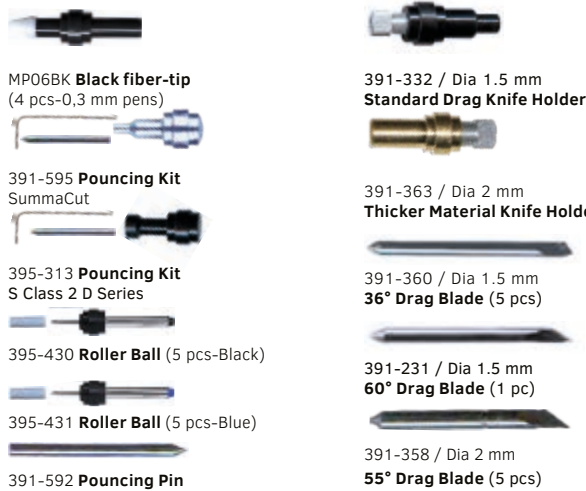 MP06BK Black fiber-tip
(4 pcs-0,3 mm pens)
391-595 Pouncing Kit
SummaCut
395-313 Pouncing Kit
S Class 2 D Series
395-430 Roller Ball (5 pcs-Black)
395-431 Roller Ball (5 pcs-Blue)
391-592 Pouncing Pin
391-332 / Dia 1.5 mm
Standard Drag Knife Holder
391-363 / Dia 2 mm
Thicker Material Knife Holde
391-360 / Dia 1.5 mm
36° Drag Blade (5 pcs)
391-231 / Dia 1.5 mm
60° Drag Blade (1 pc)
391-358 / Dia 2 mm
55° Drag Blade (5 pcs)